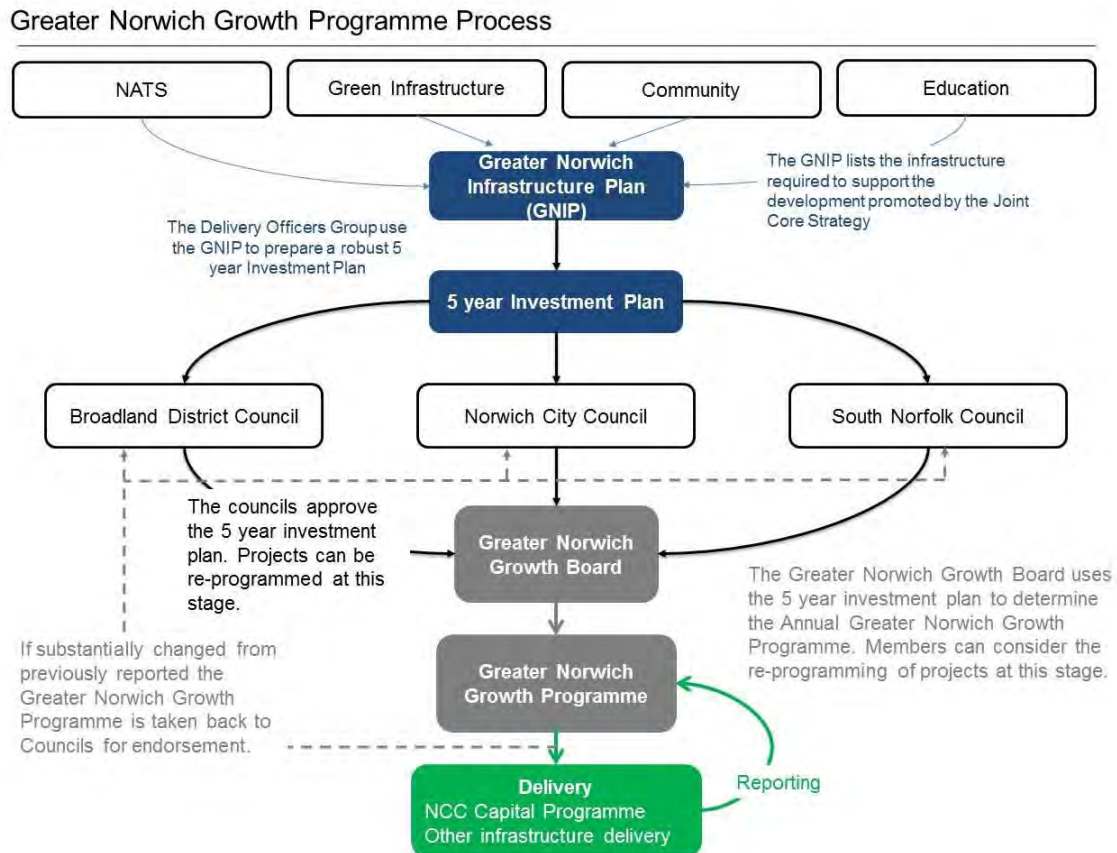 Greater Norwich Growth Programme Process
NATS
Green Infrastructure
Community
Education
Greater Norwich
Infrastructure Plan
(GNIP)
The GNIP lists the infrastructure
required to support the
development promoted by the Joint
Core Strategy
The Delivery Officers Group use
the GNIP to prepare a robust 5
year Investment Plan
5 year Investment Plan
Broadland District Council
Norwich City Council
South Norfolk Council
The councils approve
the 5 year investment
plan. Projects can be
re-programmed at this
stage.
Greater Norwich
Growth Board
The Greater Norwich Growth Board uses
the 5 year investment plan to determine
the Annual Greater Norwich Growth
Programme. Members can consider the
re-programming of projects at this stage.
If substantially changed from
previously reported the
Greater Norwich Growth
Programme is taken back to
Councils for endorsement.
Greater Norwich
Growth Programme
Reporting
Delivery
NCC Capital Programme
Other infrastructure delivery